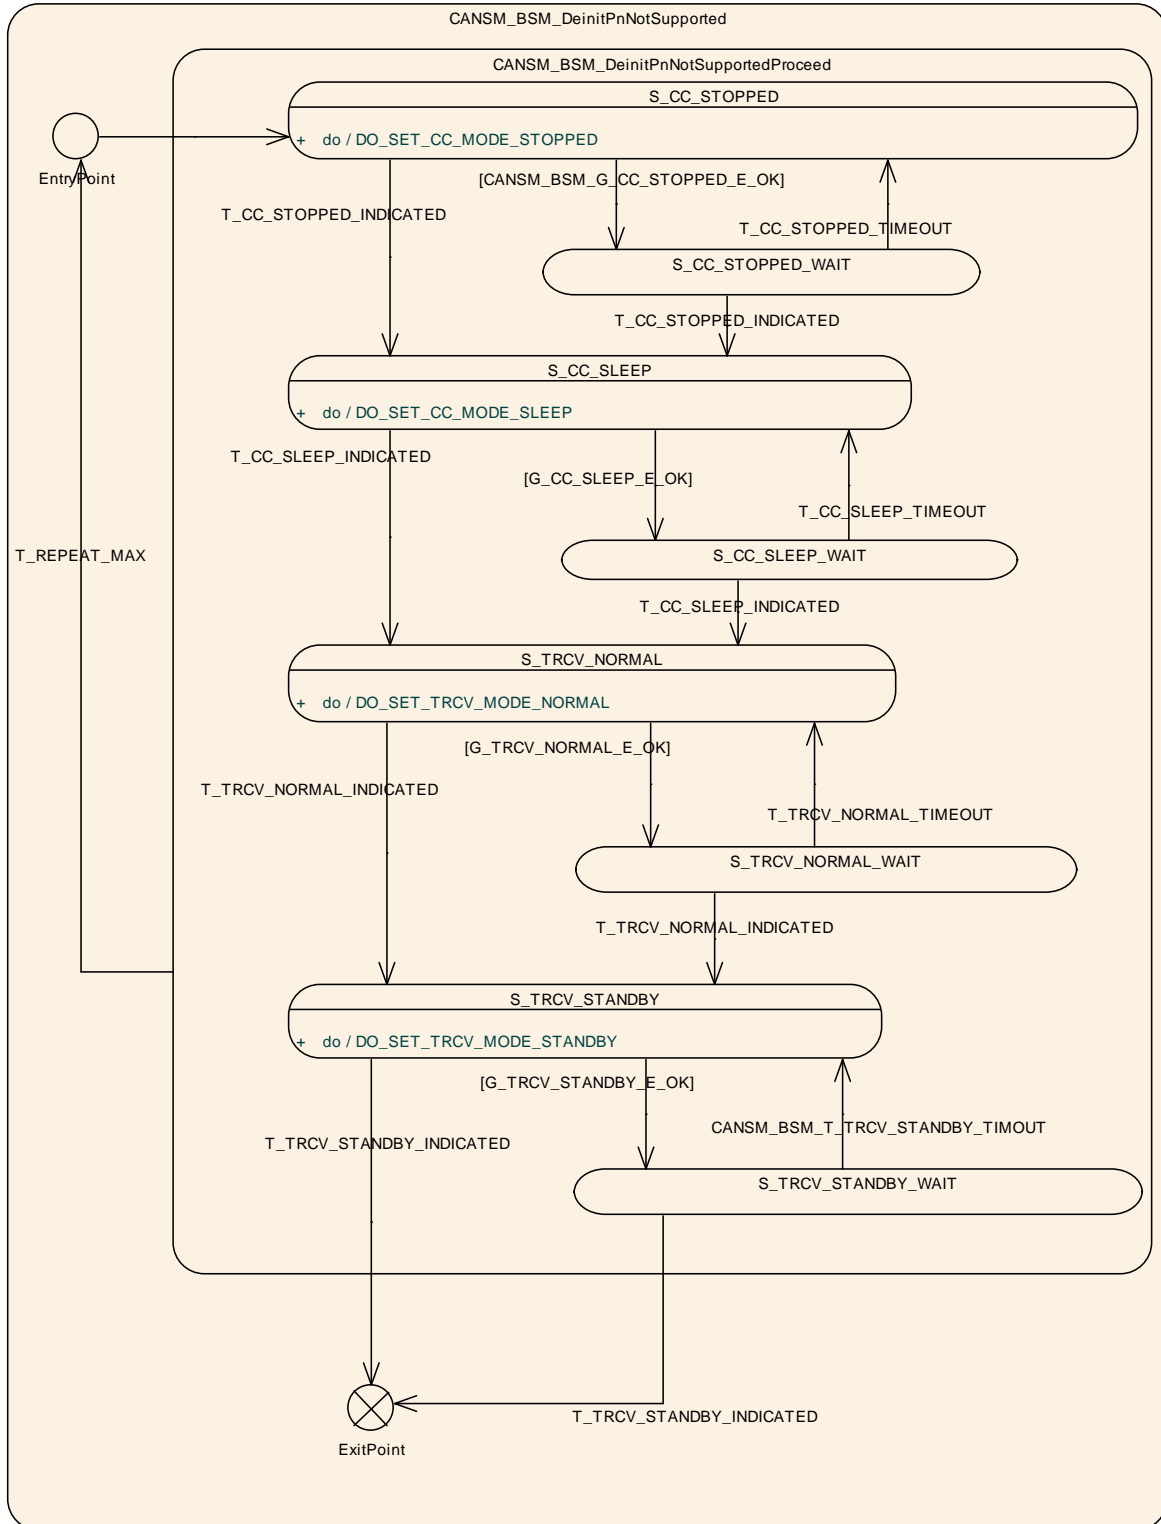 CANSM_BSM_DeinitPnNotSupported
CANSM_BSM_DeinitPnNotSupportedProceed
S_CC_STOPPED
+ do / DO_SET_CC_MODE_STOPPED
EntryPoint
[CANSM_BSM_G_CC_STOPPED_E_OK]
T_CC_STOPPED_INDICATED
T_CC_STOPPED_TIMEOUT
S_CC_STOPPED_WAIT
T_CC_STOPPED_INDICATED
S_CC_SLEEP
+ do / DO_SET_CC_MODE_SLEEP
T_CC_SLEEP_INDICATED
[G_CC_SLEEP_E_OK]
T_CC_SLEEP_TIMEOUT
T_REPEAT_MAX
S_CC_SLEEP_WAIT
T_CC_SLEEP_INDICATED
S_TRCV_NORMAL
+ do / DO_SET_TRCV_MODE_NORMAL
[G_TRCV_NORMAL_E_OK]
T_TRCV_NORMAL_INDICATED
T_TRCV_NORMAL_TIMEOUT
S_TRCV_NORMAL_WAIT
T_TRCV_NORMAL_INDICATED
S_TRCV_STANDBY
+ do / DO_SET_TRCV_MODE_STANDBY
[G_TRCV_STANDBY_E_OK]
CANSM_BSM_T_TRCV_STANDBY_TIMOUT
T_TRCV_STANDBY_INDICATED
S_TRCV_STANDBY_WAIT
T_TRCV_STANDBY_INDICATED
ExitPoint